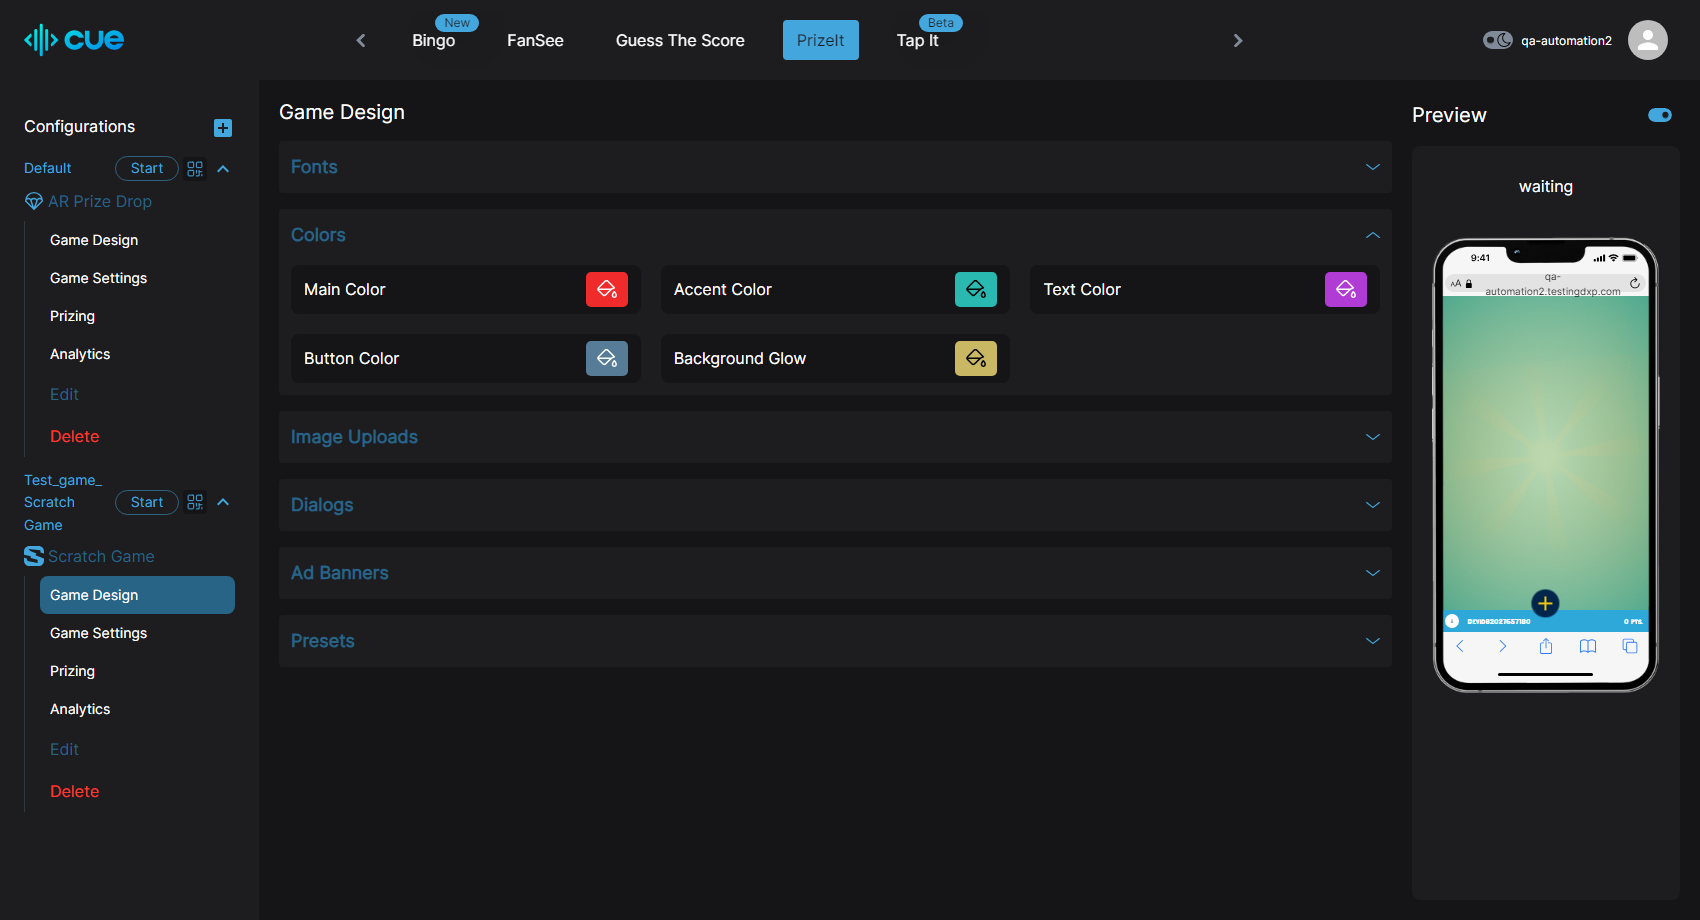 cue
Bingo
New
FanSee
Guess The Score
PrizeIt
Tap It
Beta
qa-automation2
Configurations
Default
Start
AR Prize Drop
Game Design
Game Settings
Prizing
Analytics
Edit
Delete
Test_game_
Scratch
Game
Start
Scratch Game
Game Design
Game Settings
Prizing
Analytics
Edit
Delete
Game Design
Fonts
Colors
Main Color
Accent Color
Text Color
Button Color
Background Glow
Image Uploads
Dialogs
Ad Banners
Presets
Preview
waiting
9:41
AA
qa-
automation2.testingdxp.com
0 PTS.